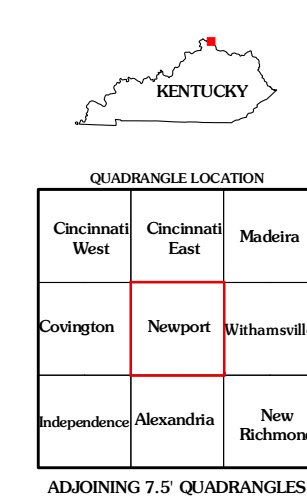 KENTUCKY
QUADRANGLE LOCATION
Cincinnati West
Cincinnati East
Madeira
Covington
Newport
Withamsvill
Independence
Alexandria
New Richmon
ADJOINING 7.5' QUADRANGLES